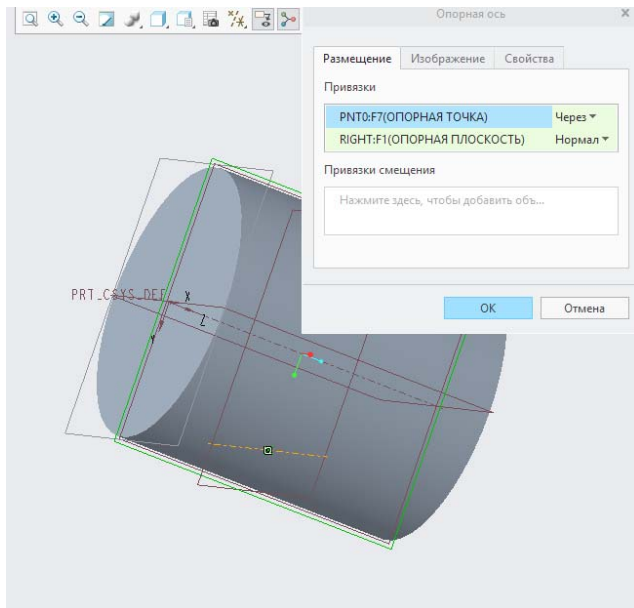 Опорная ось
Размещение Изображение Свойства
Привязки
PNT0:F7(ОПОРНАЯ ТОЧКА) Через
RIGHT:F1(ОПОРНАЯ ПЛОСКОСТЬ) Нормал
Привязки смещения
Нажмите здесь, чтобы добавить объ...
OK Отмена
PRT_CSYS_DEF X
Z
Y